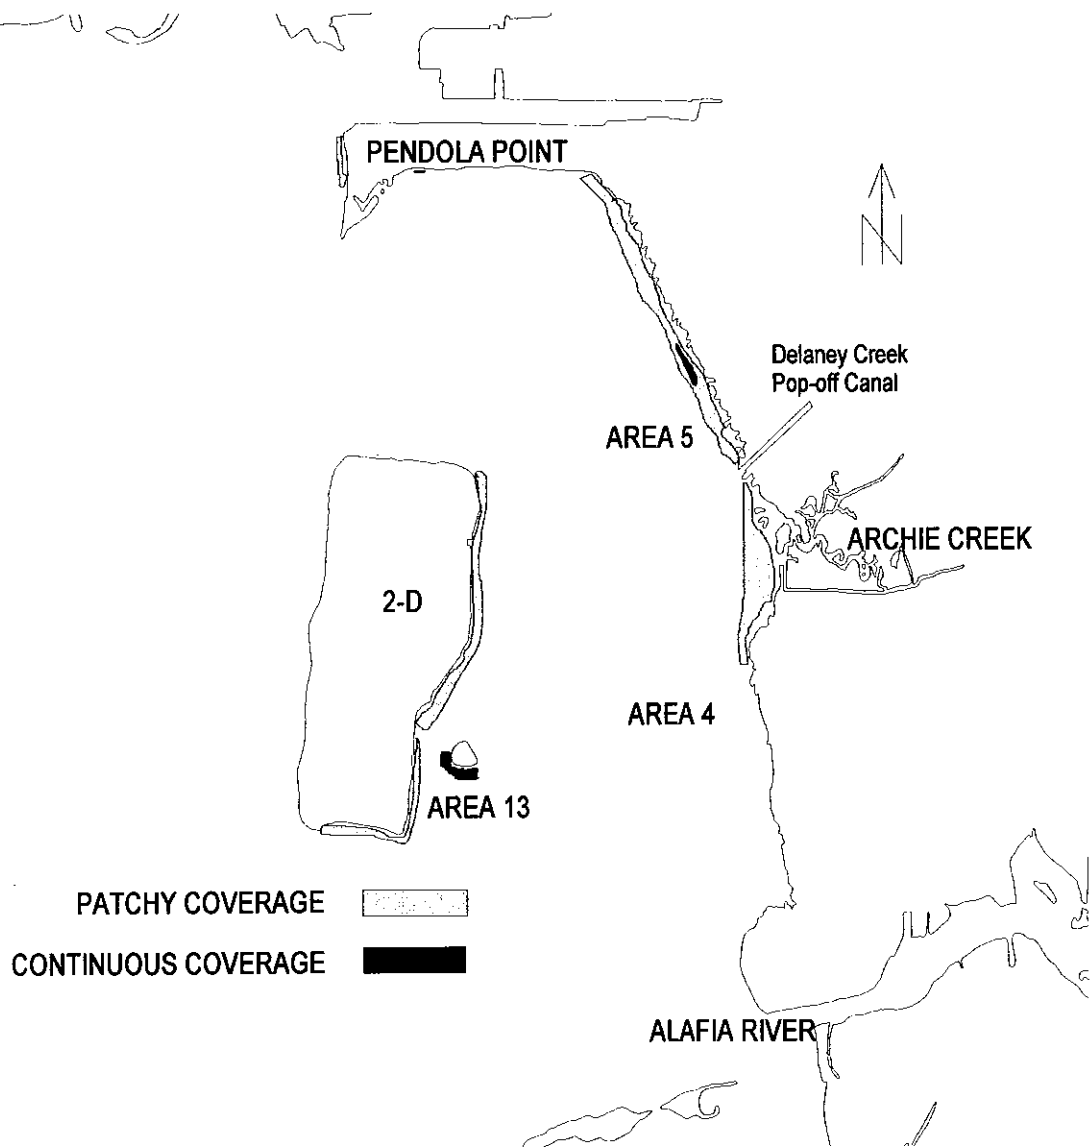 PENDOLA POINT
N
Delaney Creek
Pop-off Canal
AREA 5
ARCHIE CREEK
2-D
AREA 4
AREA 13
PATCHY COVERAGE
CONTINUOUS COVERAGE
ALAFIA RIVER